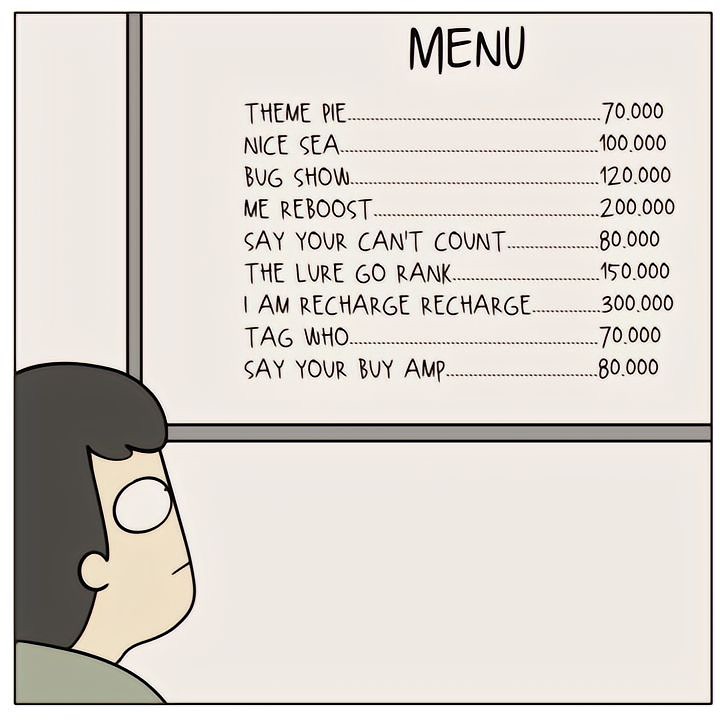 MENU
THEME PIE 70.000
NICE SEA 100.000
BUG SHOW 120.000
ME REBOOST 200.000
SAY YOUR CAN'T COUNT 80.000
THE LURE GO RANK 150.000
I AM RECHARGE RECHARGE 300.000
TAG WHO 70.000
SAY YOUR BUY AMP 80.000